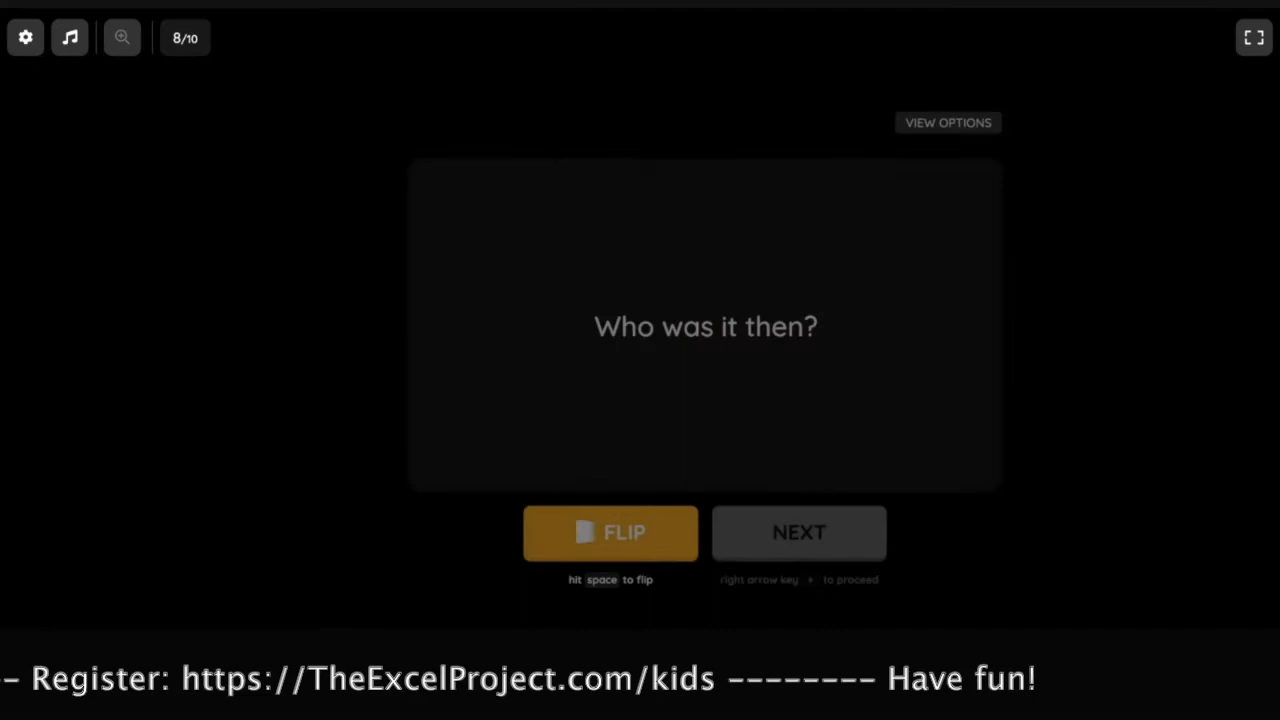 8/10
VIEW OPTIONS
Who was it then?
FLIP
NEXT
hit space to flip
right arrow key to proceed
-- Register: https://TheExcelProject.com/kids -------- Have fun!